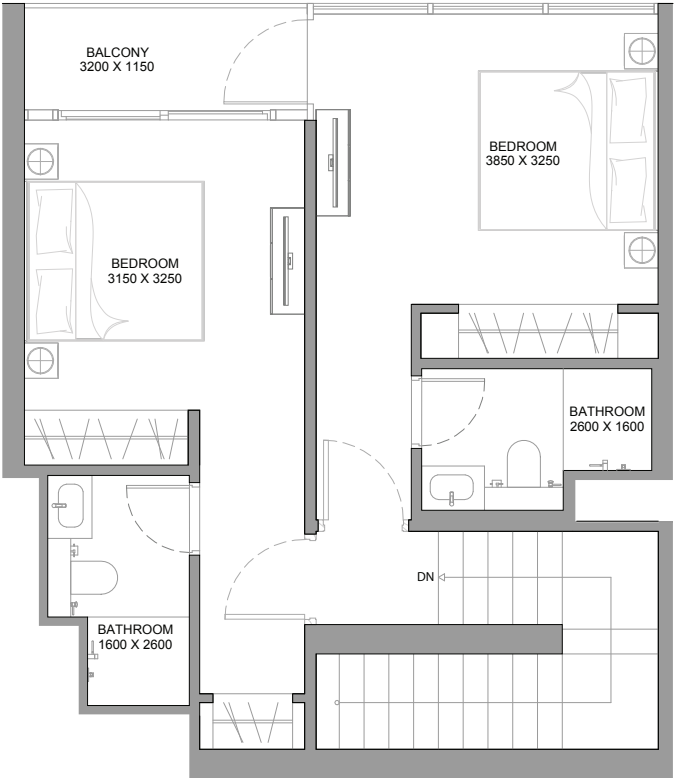 BALCONY
3200 X 1150
BEDROOM
3850 X 3250
BEDROOM
3150 X 3250
BATHROOM
2600 X 1600
DN
BATHROOM
1600 X 2600